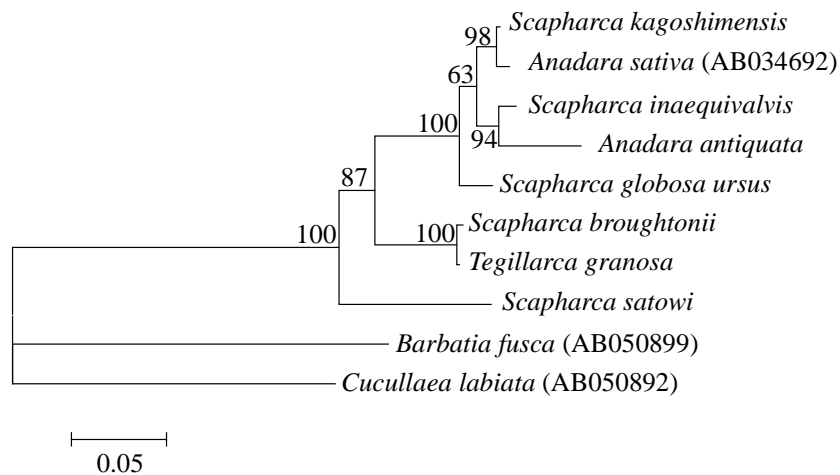 Scapharca kagoshimensis
98
Anadara sativa (AB034692)
63
Scapharca inaequivalvis
100
94
Anadara antiquata
87
Scapharca globosa ursus
Scapharca broughtonii
100
100
Tegillarca granosa
Scapharca satowi
Barbatia fusca (AB050899)
Cucullaea labiata (AB050892)
0.05